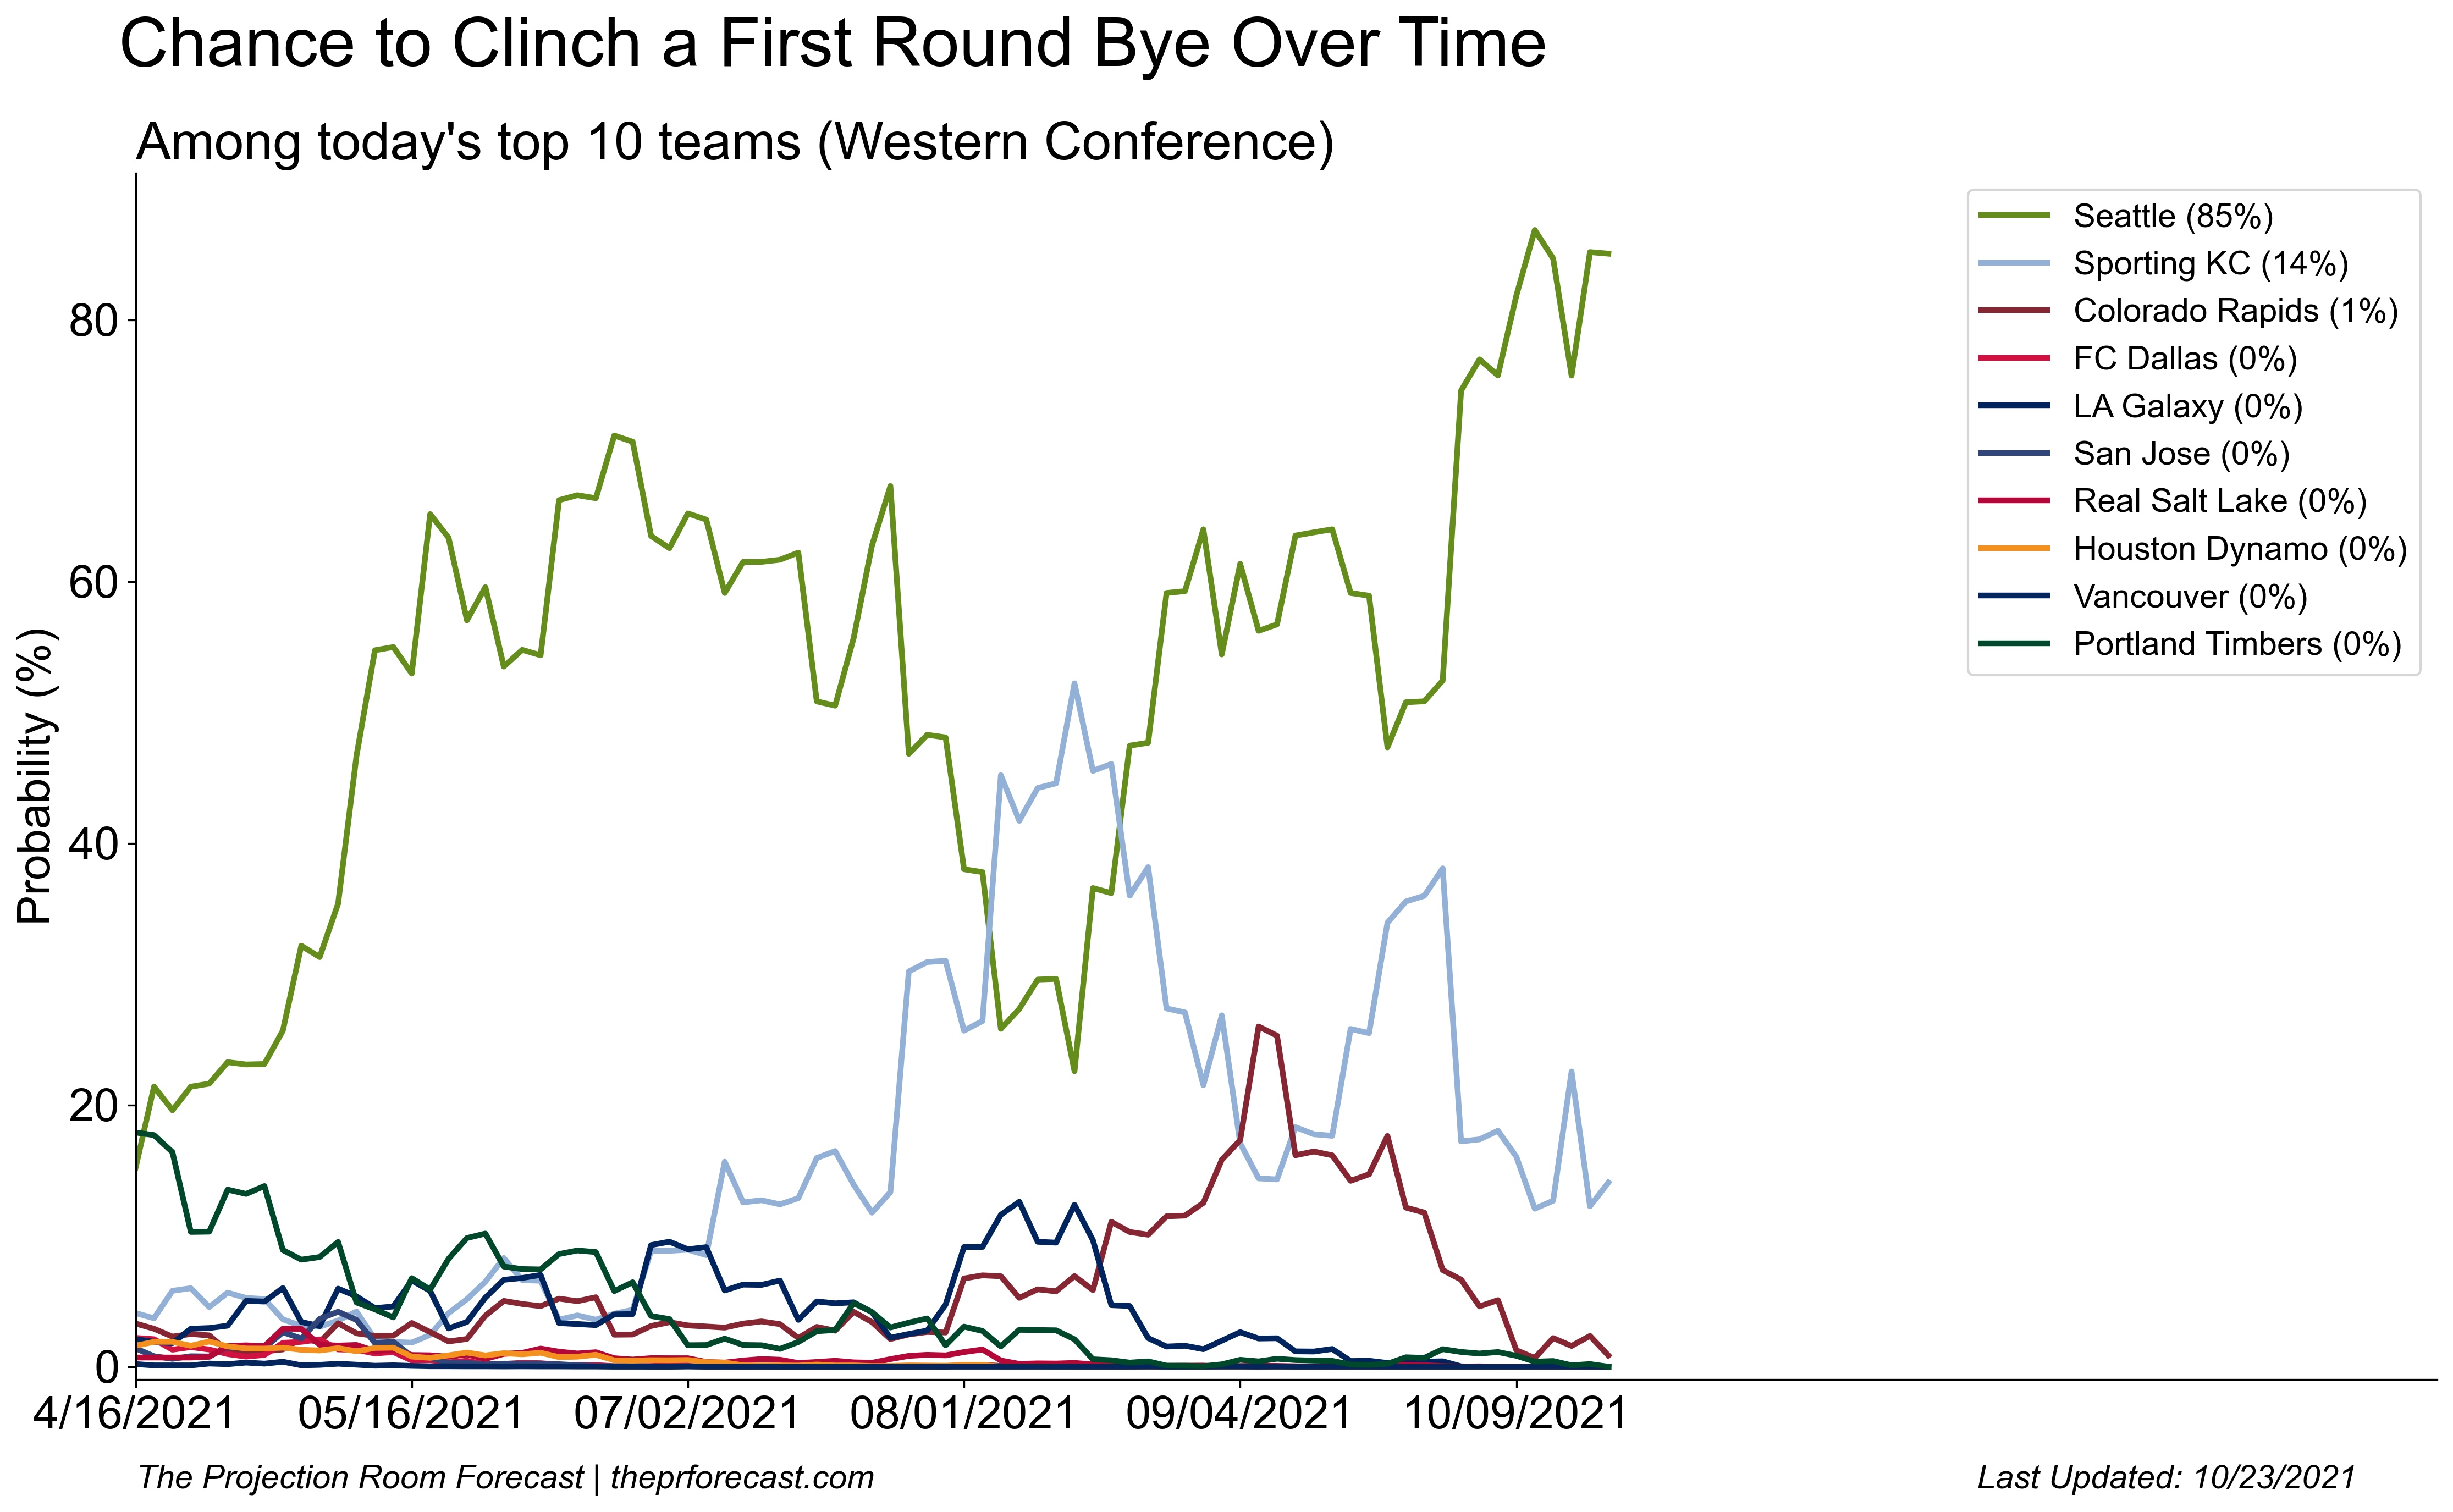 Chance to Clinch a First Round Bye Over Time
Among today's top 10 teams (Western Conference)
Seattle (85%)
Sporting KC (14%)
Colorado Rapids (1%)
FC Dallas (0%)
LA Galaxy (0%)
San Jose (0%)
Real Salt Lake (0%)
Houston Dynamo (0%)
Vancouver (0%)
Portland Timbers (0%)
Probability (%)
80
60
40
20
0
4/16/2021 05/16/2021 07/02/2021 08/01/2021 09/04/2021 10/09/2021
The Projection Room Forecast | theprforecast.com
Last Updated: 10/23/2021